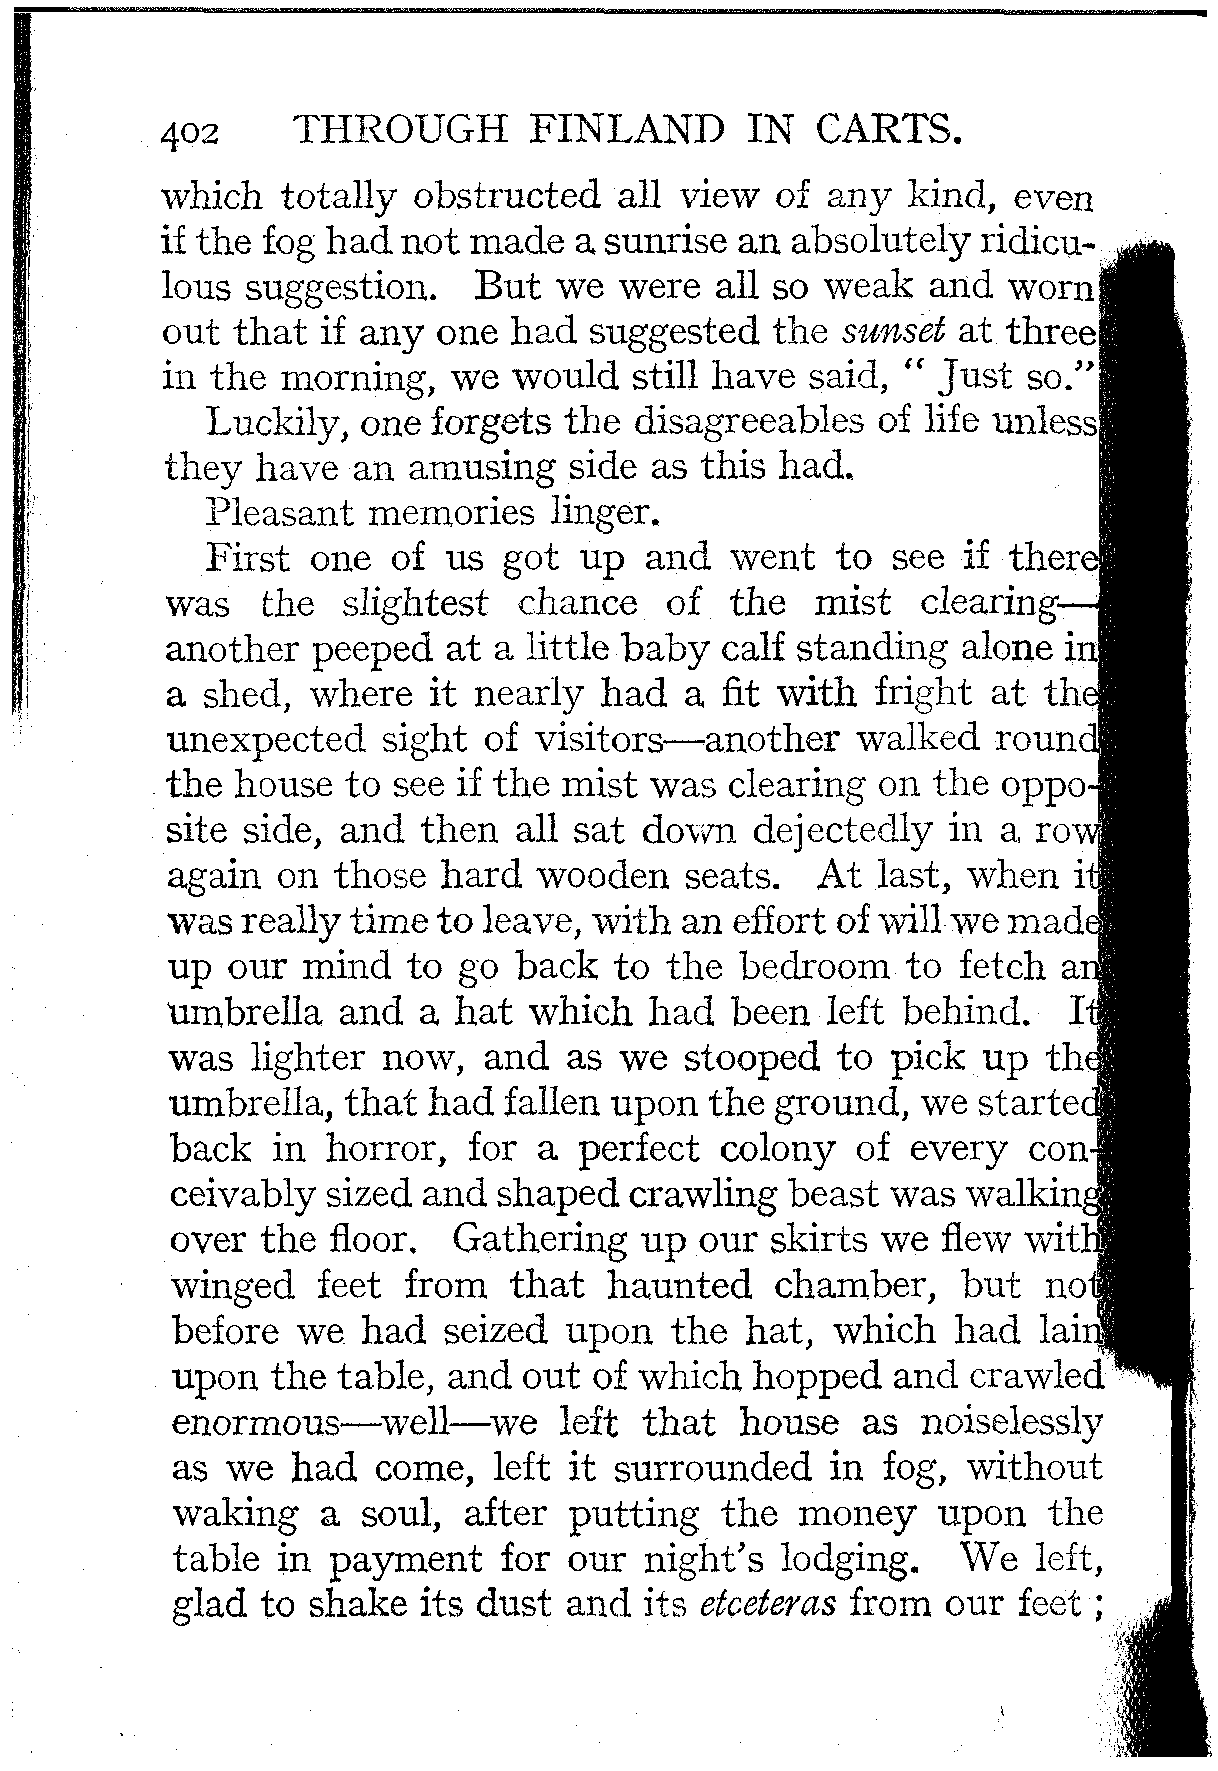 402 THROUGH FINLAND IN CARTS.
which totally obstructed all view of any kind, even
if the fog had not made a sunrise an absolutely ridicu-
lous suggestion. But we were all so weak and worn
out that if any one had suggested the sunset at three
in the morning, we would still have said, “ Just so.”
Luckily, one forgets the disagreeables of life unless
they have an amusing side as this had.
Pleasant memories linger.
First one of us got up and went to see if there
was the slightest chance of the mist clearing—
another peeped at a little baby calf standing alone in
a shed, where it nearly had a fit with fright at the
unexpected sight of visitors—another walked round
the house to see if the mist was clearing on the oppo-
site side, and then all sat down dejectedly in a row
again on those hard wooden seats. At last, when it
was really time to leave, with an effort of will we made
up our mind to go back to the bedroom to fetch an
umbrella and a hat which had been left behind. It
was lighter now, and as we stooped to pick up the
umbrella, that had fallen upon the ground, we started
back in horror, for a perfect colony of every con-
ceivably sized and shaped crawling beast was walking
over the floor. Gathering up our skirts we flew with
winged feet from that haunted chamber, but not
before we had seized upon the hat, which had lain
upon the table, and out of which hopped and crawled
enormous—well—we left that house as noiselessly
as we had come, left it surrounded in fog, without
waking a soul, after putting the money upon the
table in payment for our night's lodging. We left,
glad to shake its dust and its etceteras from our feet ;